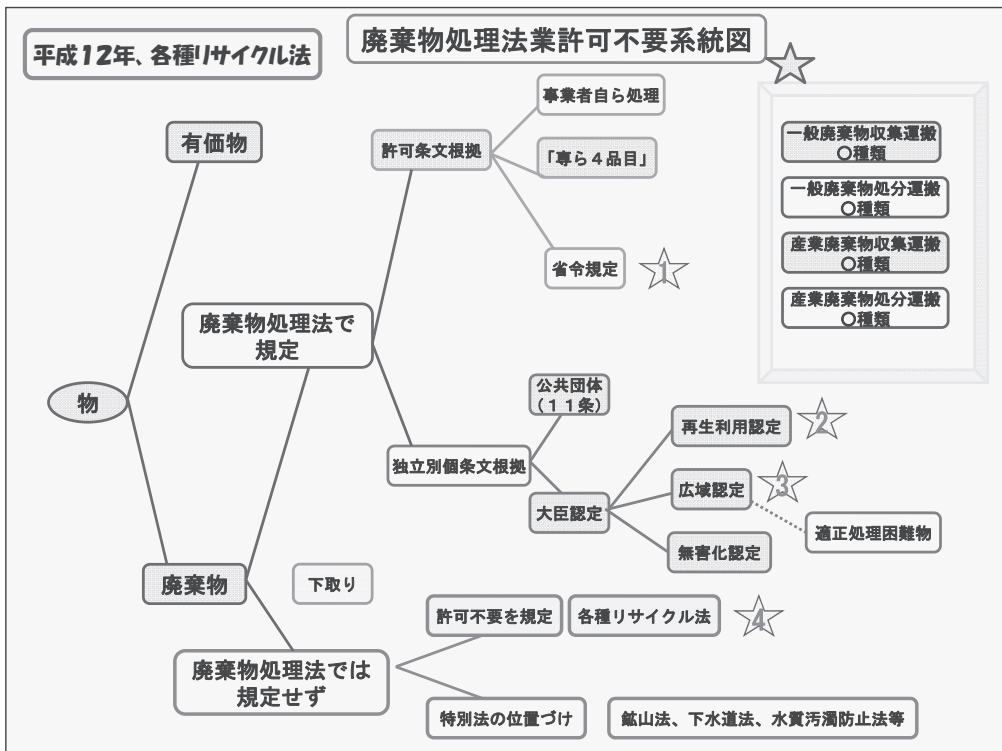 平成12年、各種リサイクル法
廃棄物処理法業許可不要系統図
有価物
許可条文根拠
事業者自ら処理
「専ら4品目」
省令規定
1
一般廃棄物収集運搬
〇種類
一般廃棄物処分運搬
〇種類
産業廃棄物収集運搬
〇種類
産業廃棄物処分運搬
〇種類
廃棄物処理法で
規定
物
公共団体
(11条)
独立別個条文根拠
大臣認定
再生利用認定
2
広域認定
3
適正処理困難物
無害化認定
廃棄物
下取り
許可不要を規定
各種リサイクル法
4
廃棄物処理法では
規定せず
特別法の位置づけ
鉱山法、下水道法、水質汚濁防止法等